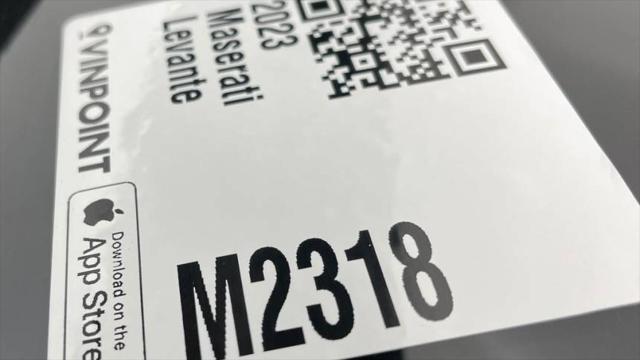 VINPOINT
2023
Maserati
Levante
Download on the
App Store
M2318